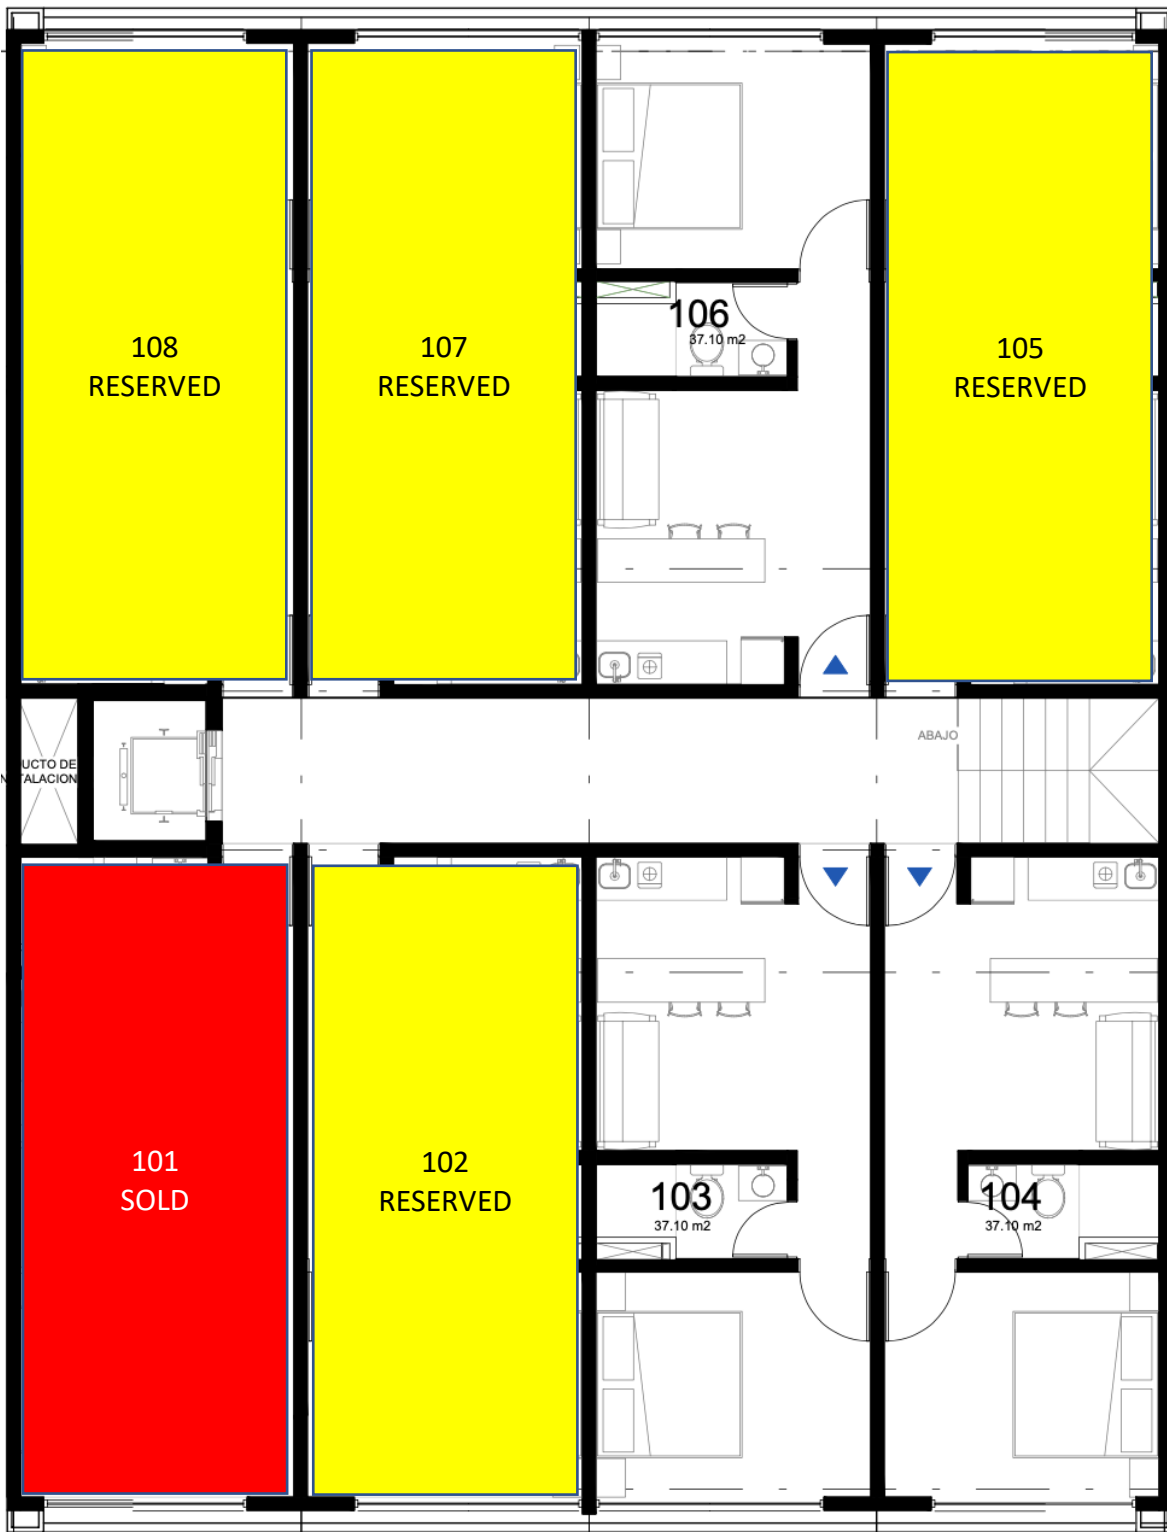 108
RESERVED
107
RESERVED
106
37.10 m2
105
RESERVED
UCTO DE
ABAJO
101
SOLD
102
RESERVED
103
37.10 m2
104
37.10 m2